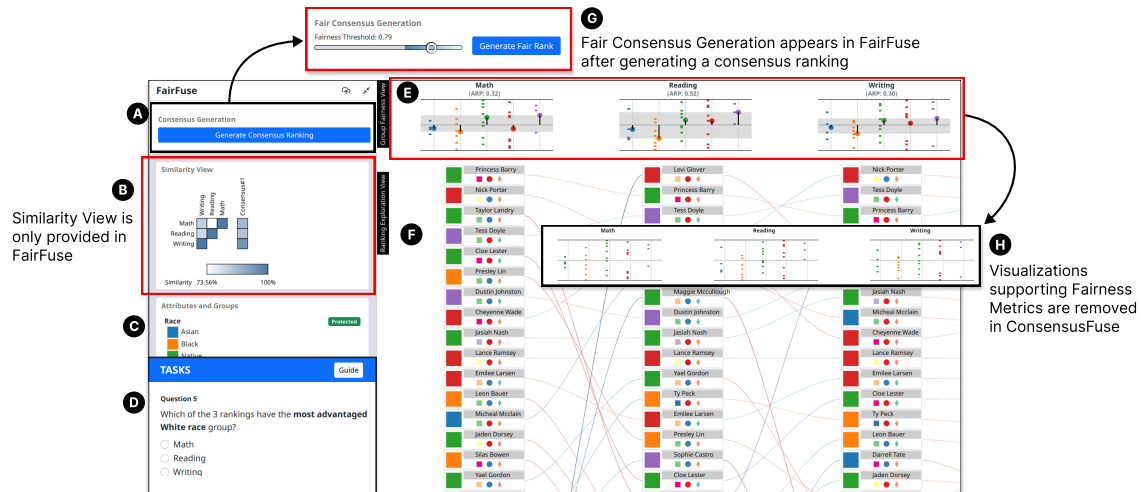 Fair Consensus Generation
Fairness Threshold: 0.79
Generate Fair Rank
G
Fair Consensus Generation appears in FairFuse
after generating a consensus ranking
A
FairFuse
Consensus Generation
Generate Consensus Ranking
B
Similarity View is
only provided in
FairFuse
Similarity View
Writing
Reading
Math
Consensus#1
Math
Reading
Writing
Similarity 73.56% 100%
C
Attributes and Groups
Race
Protected
Asian
Black
Native
D
TASKS
Guide
Question 5
Which of the 3 rankings have the most advantaged
White race group?
Math
Reading
Writing
Group Fairness View
E
Math
(ARP: 0.32)
Reading
(ARP: 0.52)
Writing
(ARP: 0.30)
Ranking Exploration View
F
Princess Barry
Nick Porter
Taylor Landry
Tess Doyle
Cloe Lester
Presley Lin
Dustin Johnston
Cheyenne Wade
Jasiah Nash
Lance Ramsey
Emilee Larsen
Leon Bauer
Micheal Mcclain
Jaden Dorsey
Silas Bowen
Yael Gordon
Levi Glover
Princess Barry
Tess Doyle
Maggie Mccullough
Dustin Johnston
Jasiah Nash
Lance Ramsey
Yael Gordon
Ty Peck
Emilee Larsen
Presley Lin
Sophie Castro
Cloe Lester
Nick Porter
Tess Doyle
Princess Barry
Jasiah Nash
Micheal Mcclain
Cheyenne Wade
Lance Ramsey
Emilee Larsen
Cloe Lester
Ty Peck
Leon Bauer
Darrell Tate
Jaden Dorsey
Math
Reading
Writing
H
Visualizations
supporting Fairness
Metrics are removed
in ConsensusFuse